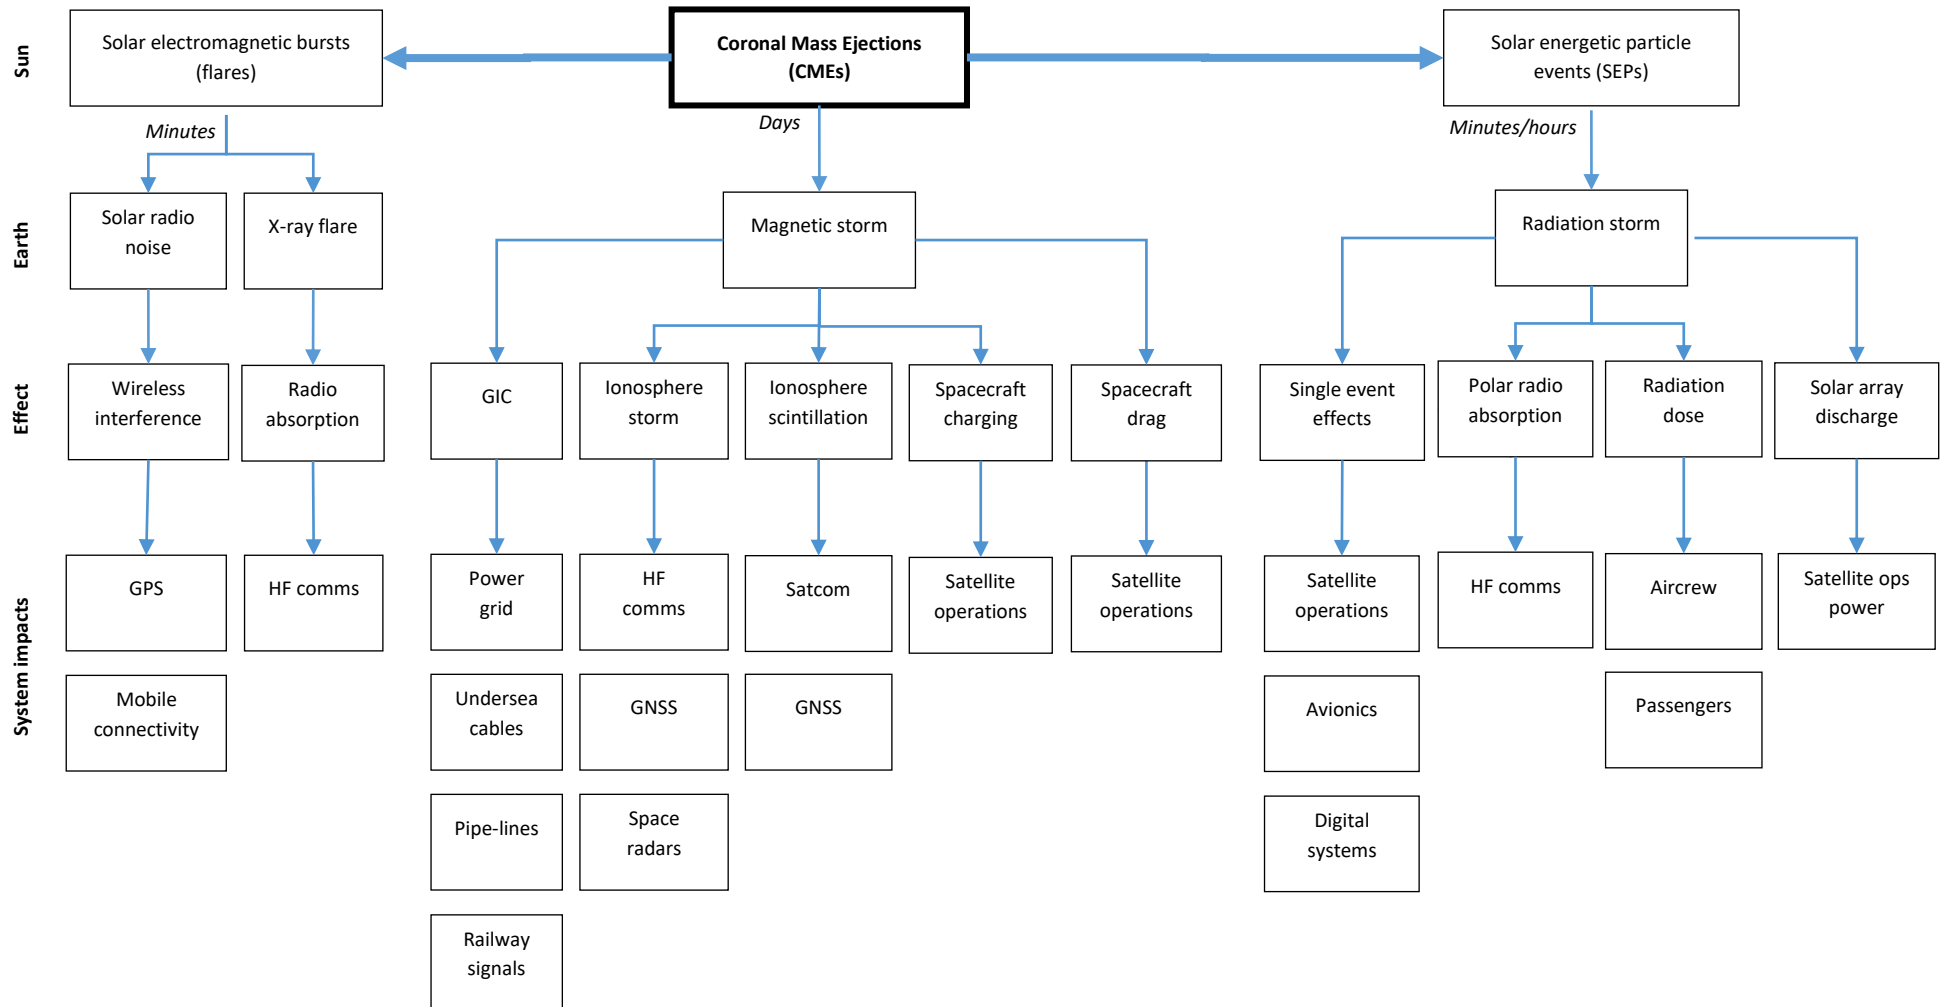 Sun
Solar electromagnetic bursts
(flares)
Coronal Mass Ejections
(CMEs)
Solar energetic particle
events (SEPs)
Minutes
Days
Minutes/hours
Earth
Solar radio
noise
X-ray flare
Magnetic storm
Radiation storm
Effect
Wireless
interference
Radio
absorption
GIC
Ionosphere
storm
Ionosphere
scintillation
Spacecraft
charging
Spacecraft
drag
Single event
effects
Polar radio
absorption
Radiation
dose
Solar array
discharge
System impacts
GPS
HF comms
Power
grid
HF
comms
Satcom
Satellite
operations
Satellite
operations
Satellite
operations
HF comms
Aircrew
Satellite ops
power
Mobile
connectivity
Undersea
cables
GNSS
GNSS
Avionics
Passengers
Pipe-lines
Space
radars
Digital
systems
Railway
signals